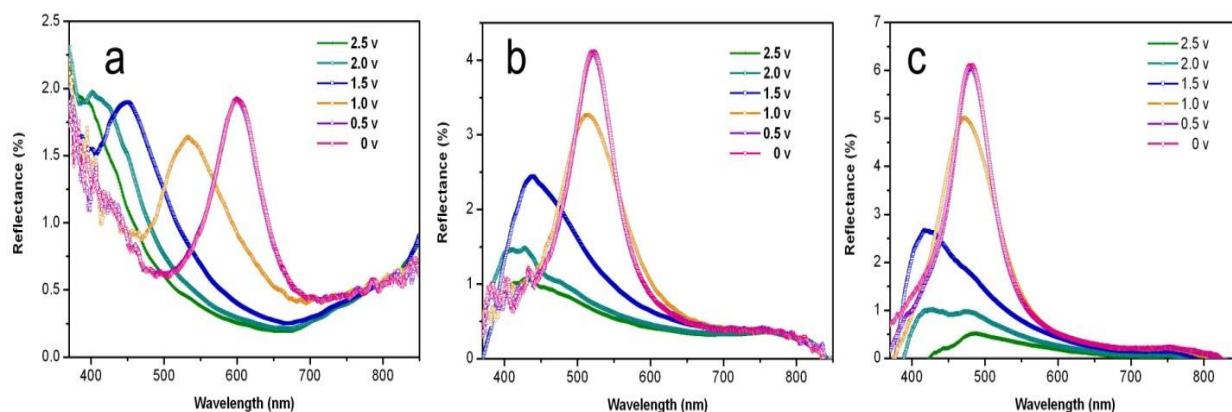 a
2.5 v
2.0 v
1.5 v
1.0 v
0.5 v
0 v
2.5
2.0
1.5
1.0
0.5
0.0
Reflectance (%)
400 500 600 700 800
Wavelength (nm)
b
2.5 v
2.0 v
1.5 v
1.0 v
0.5 v
0 v
4
3
2
1
0
Reflectance (%)
400 500 600 700 800
Wavelength (nm)
c
2.5 v
2.0 v
1.5 v
1.0 v
0.5 v
0 v
7
6
5
4
3
2
1
0
Reflectance (%)
400 500 600 700 800
Wavelength (nm)